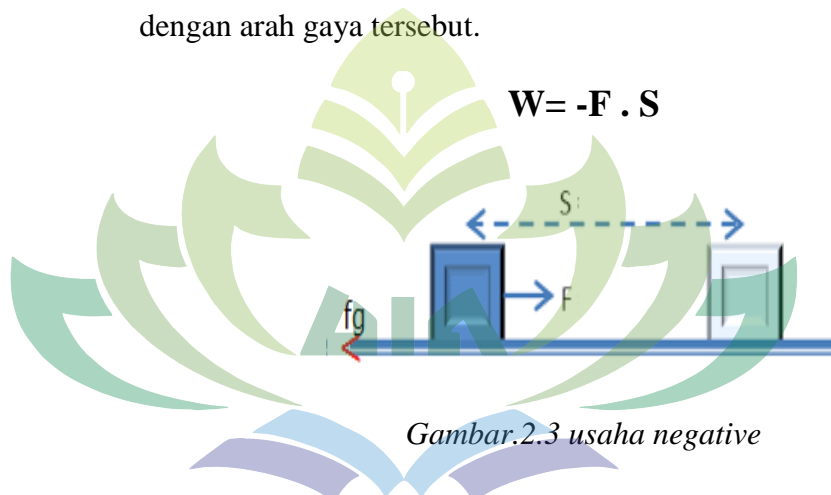 dengan arah gaya tersebut.
W= -F . S
S
F
fg
Gambar.2.3 usaha negative